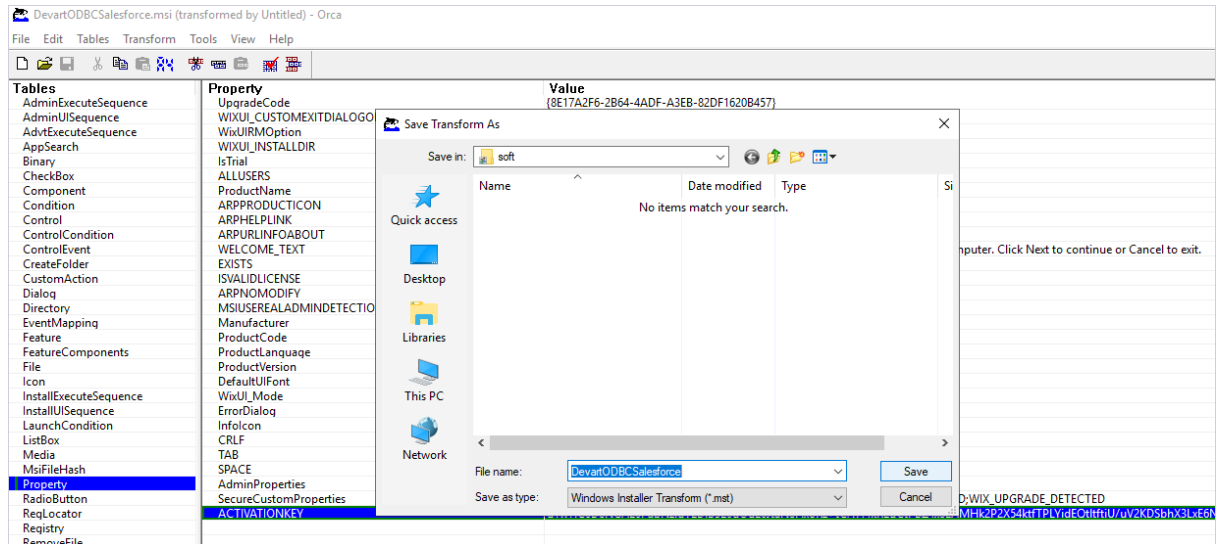 DevartODBCSalesforce.msi (transformed by Untitled) - Orca
File Edit Tables Transform Tools View Help
Tables
AdminExecuteSequence
AdminUISequence
AdvtExecuteSequence
AppSearch
Binary
CheckBox
Component
Condition
Control
ControlCondition
ControlEvent
CreateFolder
CustomAction
Dialog
Directory
EventMapping
Feature
FeatureComponents
File
Icon
InstallExecuteSequence
InstallUISequence
LaunchCondition
ListBox
Media
MsiFileHash
Property
RadioButton
RegLocator
Registry
RemoveFile
Property Value
UpgradeCode {8E17A2F6-2B64-4ADF-A3EB-82DF1620B457}
WIXUI_CUSTOMEXITDIALOGO
WixUIRMOption
WIXUI_INSTALLDIR
IsTrial
ALLUSERS
ProductName
ARPPRODUCTICON
ARPHELPLINK
ARPURLINFOABOUT
WELCOME_TEXT nputer. Click Next to continue or Cancel to exit.
EXISTS
ISVALIDLICENSE
ARPNOMODIFY
MSIUSEREALADMINDETECTIO
Manufacturer
ProductCode
ProductLanguage
ProductVersion
DefaultUIFont
WixUI_Mode
ErrorDialog
InfoIcon
CRLF
TAB
SPACE
AdminProperties
SecureCustomProperties D;WIX_UPGRADE_DETECTED
ACTIVATIONKEY
Save Transform As
Save in: soft
Quick access
Desktop
Libraries
This PC
Network
Name Date modified Type Si
No items match your search.
File name: DevartODBCSalesforce Save
Save as type: Windows Installer Transform (*.mst) Cancel